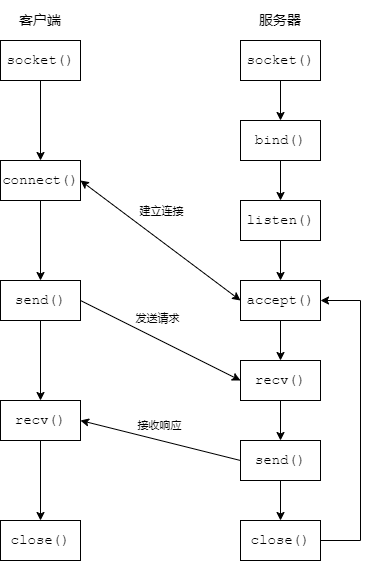 客户端
服务器
socket()
socket()
bind()
connect()
建立连接
listen()
send()
发送请求
accept()
recv()
recv()
接收响应
send()
close()
close()